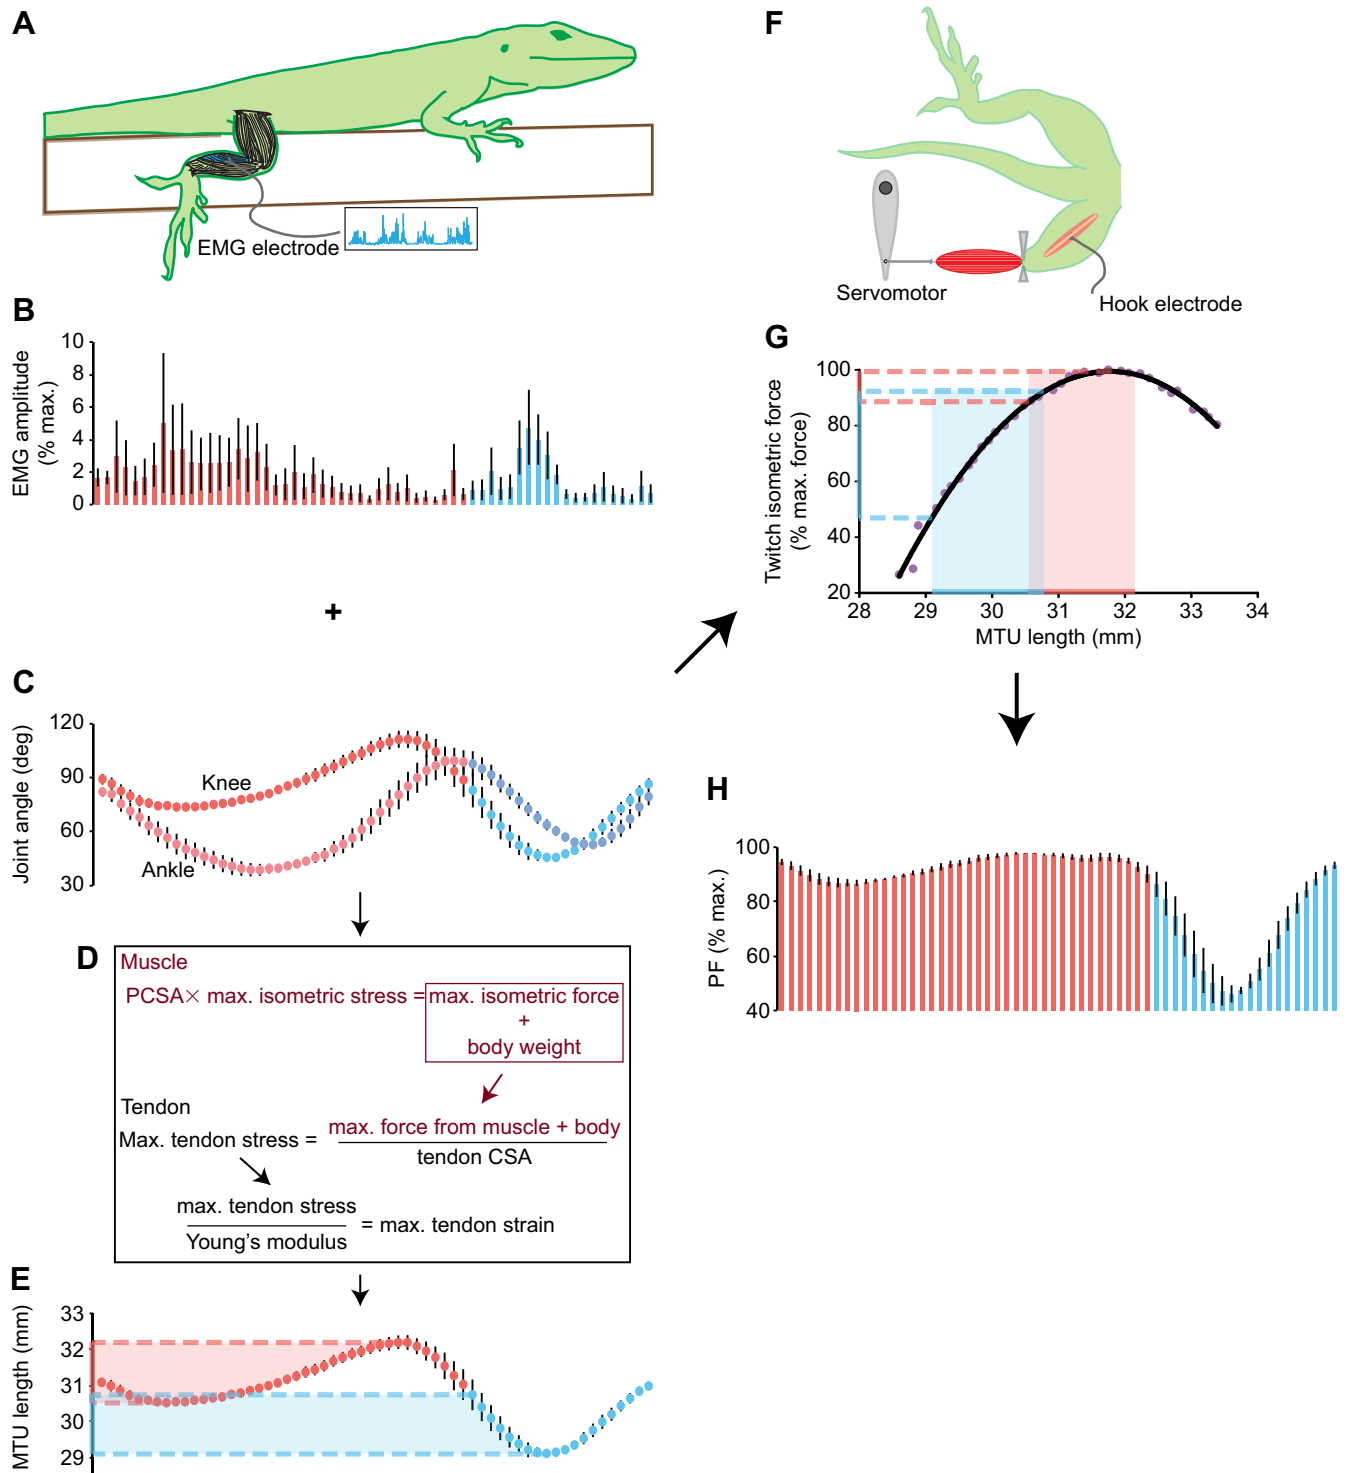 A
EMG electrode
B
EMG amplitude
(% max.)
10
8
6
4
2
0
+
C
Joint angle (deg)
120
90
60
30
Knee
Ankle
D
Muscle
PCSA× max. isometric stress = max. isometric force
+
body weight
Tendon
Max. tendon stress = max. force from muscle + body
tendon CSA
max. tendon stress
Young's modulus
= max. tendon strain
E
MTU length (mm)
33
32
31
30
29
F
Servomotor
Hook electrode
G
Twitch isometric force
(% max. force)
100
80
60
40
20
28 29 30 31 32 33 34
MTU length (mm)
H
PF (% max.)
100
80
60
40